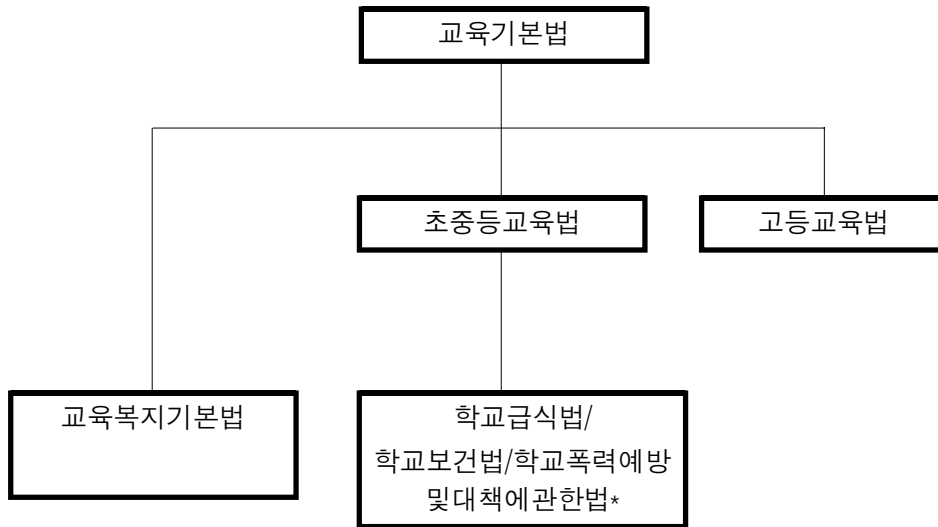 교육기본법
초중등교육법
고등교육법
교육복지기본법
학교급식법/
학교보건법/학교폭력예방
및대책에관한법*